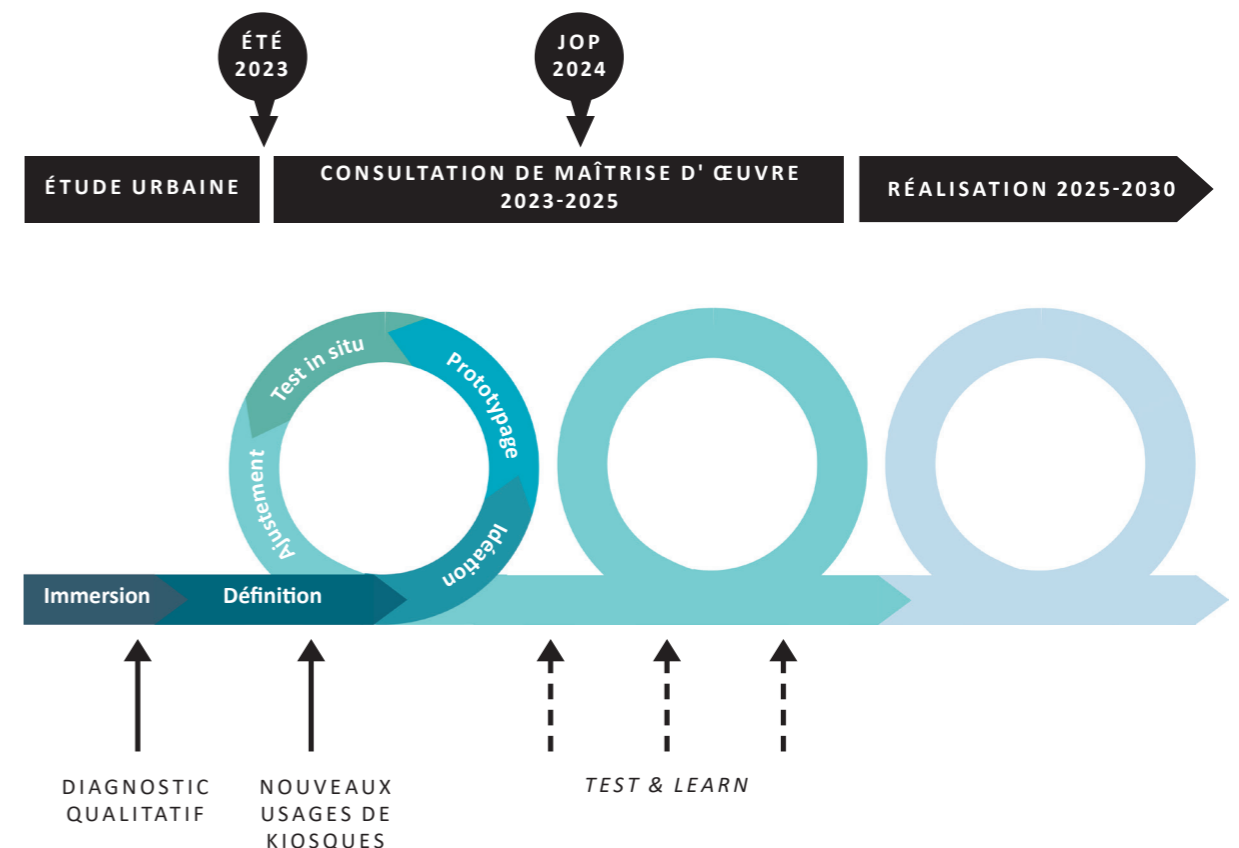 ÉTÉ
2023
JOP
2024
ÉTUDE URBAINE
CONSULTATION DE MAÎTRISE D' ŒUVRE
2023-2025
RÉALISATION 2025-2030
Test in situ
Prototypage
Ajustement
Idéation
Immersion
Définition
DIAGNOSTIC
QUALITATIF
NOUVEAUX
USAGES DE
KIOSQUES
TEST & LEARN